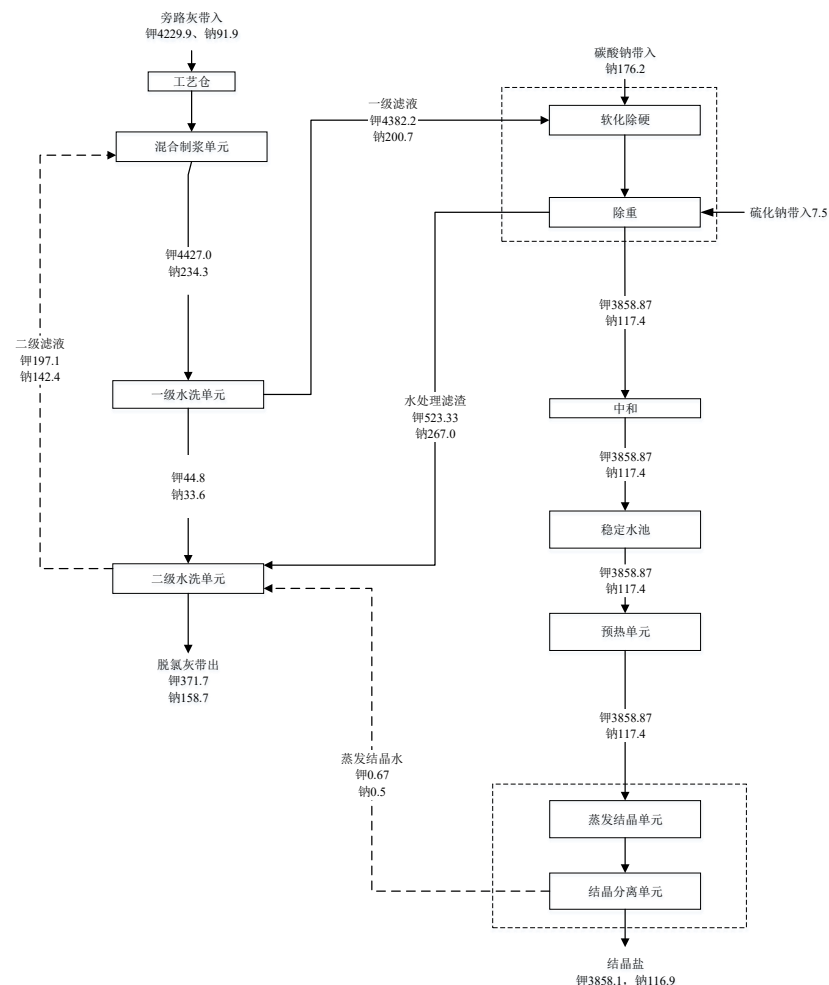 旁路灰带入
钾4229.9、钠91.9
工艺仓
混合制浆单元
钾4427.0
钠234.3
二级滤液
钾197.1
钠142.4
一级水洗单元
钾44.8
钠33.6
二级水洗单元
脱氯灰带出
钾371.7
钠158.7
一级滤液
钾4382.2
钠200.7
水处理滤渣
钾523.33
钠267.0
蒸发结晶水
钾0.67
钠0.5
碳酸钠带入
钠176.2
软化除硬
除重
硫化钠带入7.5
钾3858.87
钠117.4
中和
钾3858.87
钠117.4
稳定水池
钾3858.87
钠117.4
预热单元
钾3858.87
钠117.4
蒸发结晶单元
结晶分离单元
结晶盐
钾3858.1，钠116.9